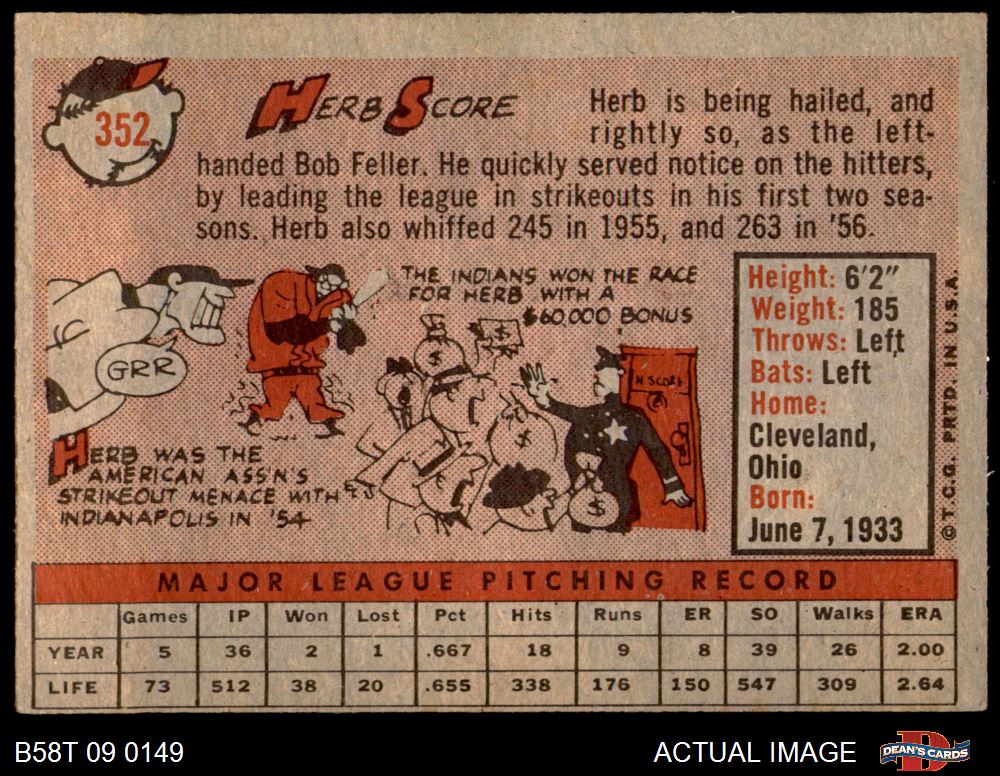 352
HERB SCORE
Herb is being hailed, and
rightly so, as the left-
handed Bob Feller. He quickly served notice on the hitters,
by leading the league in strikeouts in his first two sea-
sons. Herb also whiffed 245 in 1955, and 263 in '56.
THE INDIANS WON THE RACE
FOR HERB WITH A
$60,000 BONUS
GRR
HERB WAS THE
AMERICAN ASS'N'S
STRIKEOUT MENACE WITH
INDIANAPOLIS IN '54
$
$
$
$
$
H SCORE
Height: 6'2"
Weight: 185
Throws: Left
Bats: Left
Home:
Cleveland,
Ohio
Born:
June 7, 1933
© T.C.G. PRTD. IN U.S.A.
MAJOR LEAGUE PITCHING RECORD
Games IP Won Lost Pct Hits Runs ER SO Walks ERA
YEAR 5 36 2 1 .667 18 9 8 39 26 2.00
LIFE 73 512 38 20 .655 338 176 150 547 309 2.64
B58T 09 0149
ACTUAL IMAGE
D
DEAN'S CARDS